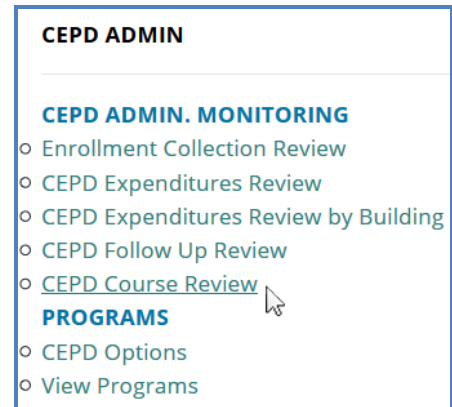 CEPD ADMIN
CEPD ADMIN. MONITORING
Enrollment Collection Review
CEPD Expenditures Review
CEPD Expenditures Review by Building
CEPD Follow Up Review
CEPD Course Review
PROGRAMS
CEPD Options
View Programs